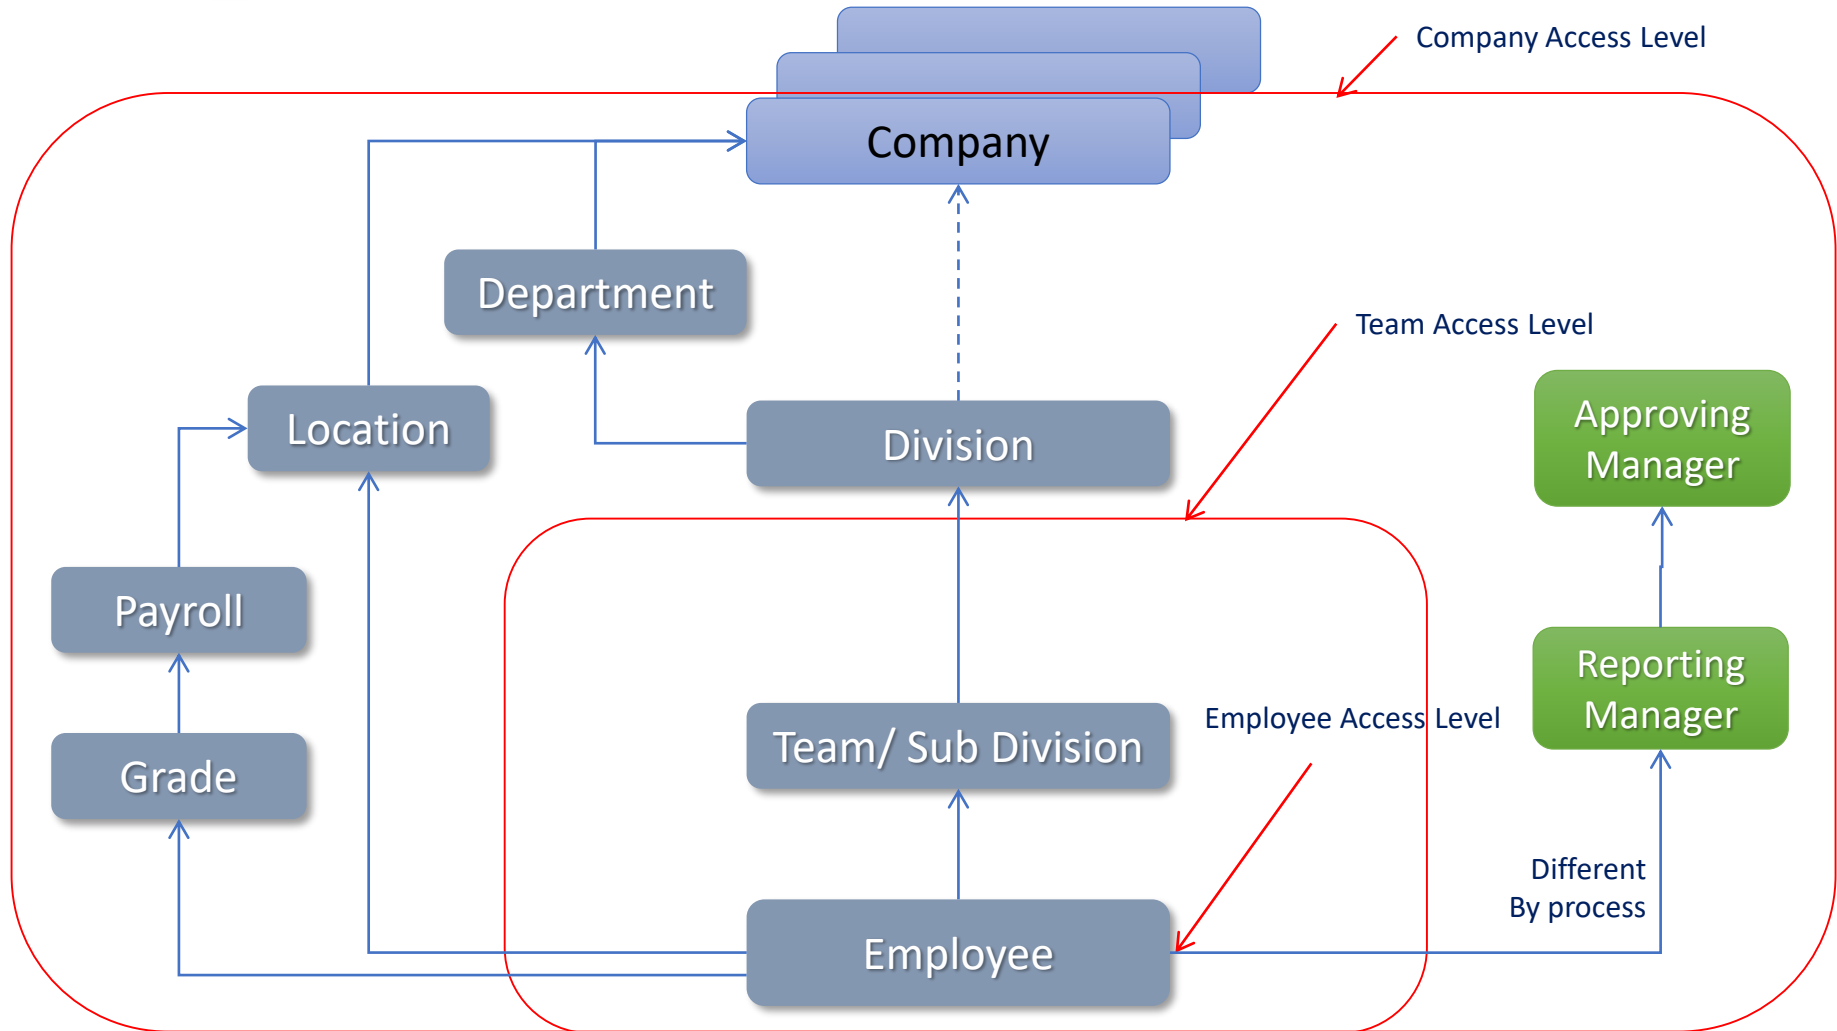 Company Access Level
Company
Department
Team Access Level
Location
Division
Approving
Manager
Payroll
Reporting
Manager
Employee Access Level
Team/ Sub Division
Grade
Different
By process
Employee